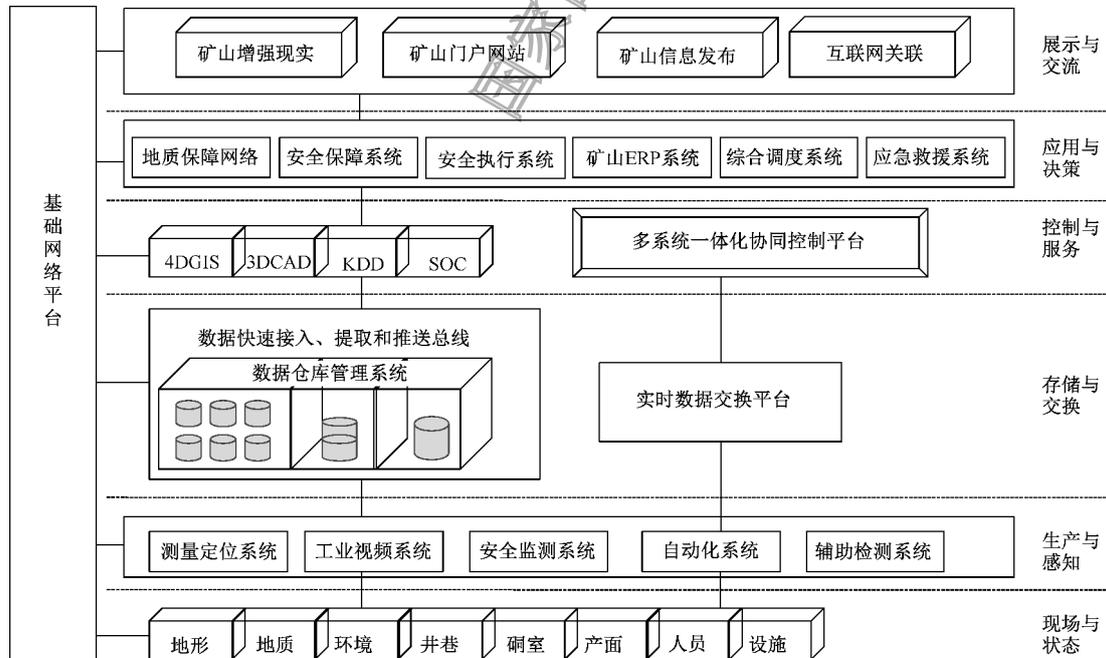 矿山增强现实
矿山门户网站
矿山信息发布
互联网关联
展示与
交流
地质保障网络
安全保障系统
安全执行系统
矿山ERP系统
综合调度系统
应急救援系统
应用与
决策
基
础
网
络
平
台
4DGIS
3DCAD
KDD
SOC
多系统一体化协同控制平台
控制与
服务
数据快速接入、提取和推送总线
数据仓库管理系统
实时数据交换平台
存储与
交换
测量定位系统
工业视频系统
安全监测系统
自动化系统
辅助检测系统
生产与
感知
地形
地质
环境
井巷
硐室
产面
人员
设施
现场与
状态
国家